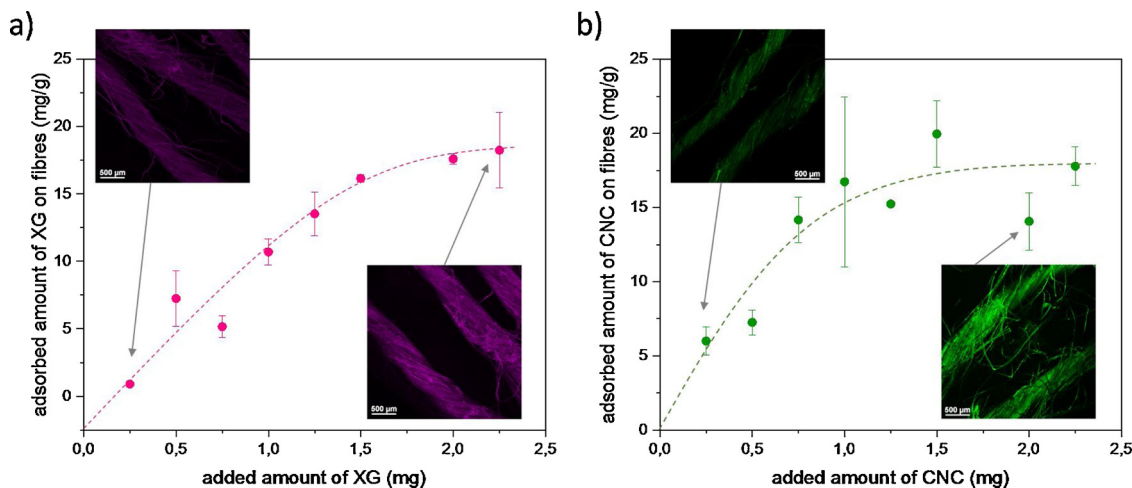 a)
adsorbed amount of XG on fibres (mg/g)
25
20
15
10
5
0
500 µm
500 µm
0,0 0,5 1,0 1,5 2,0 2,5
added amount of XG (mg)
b)
adsorbed amount of CNC on fibres (mg/g)
25
20
15
10
5
0
500 µm
500 µm
0,0 0,5 1,0 1,5 2,0 2,5
added amount of CNC (mg)